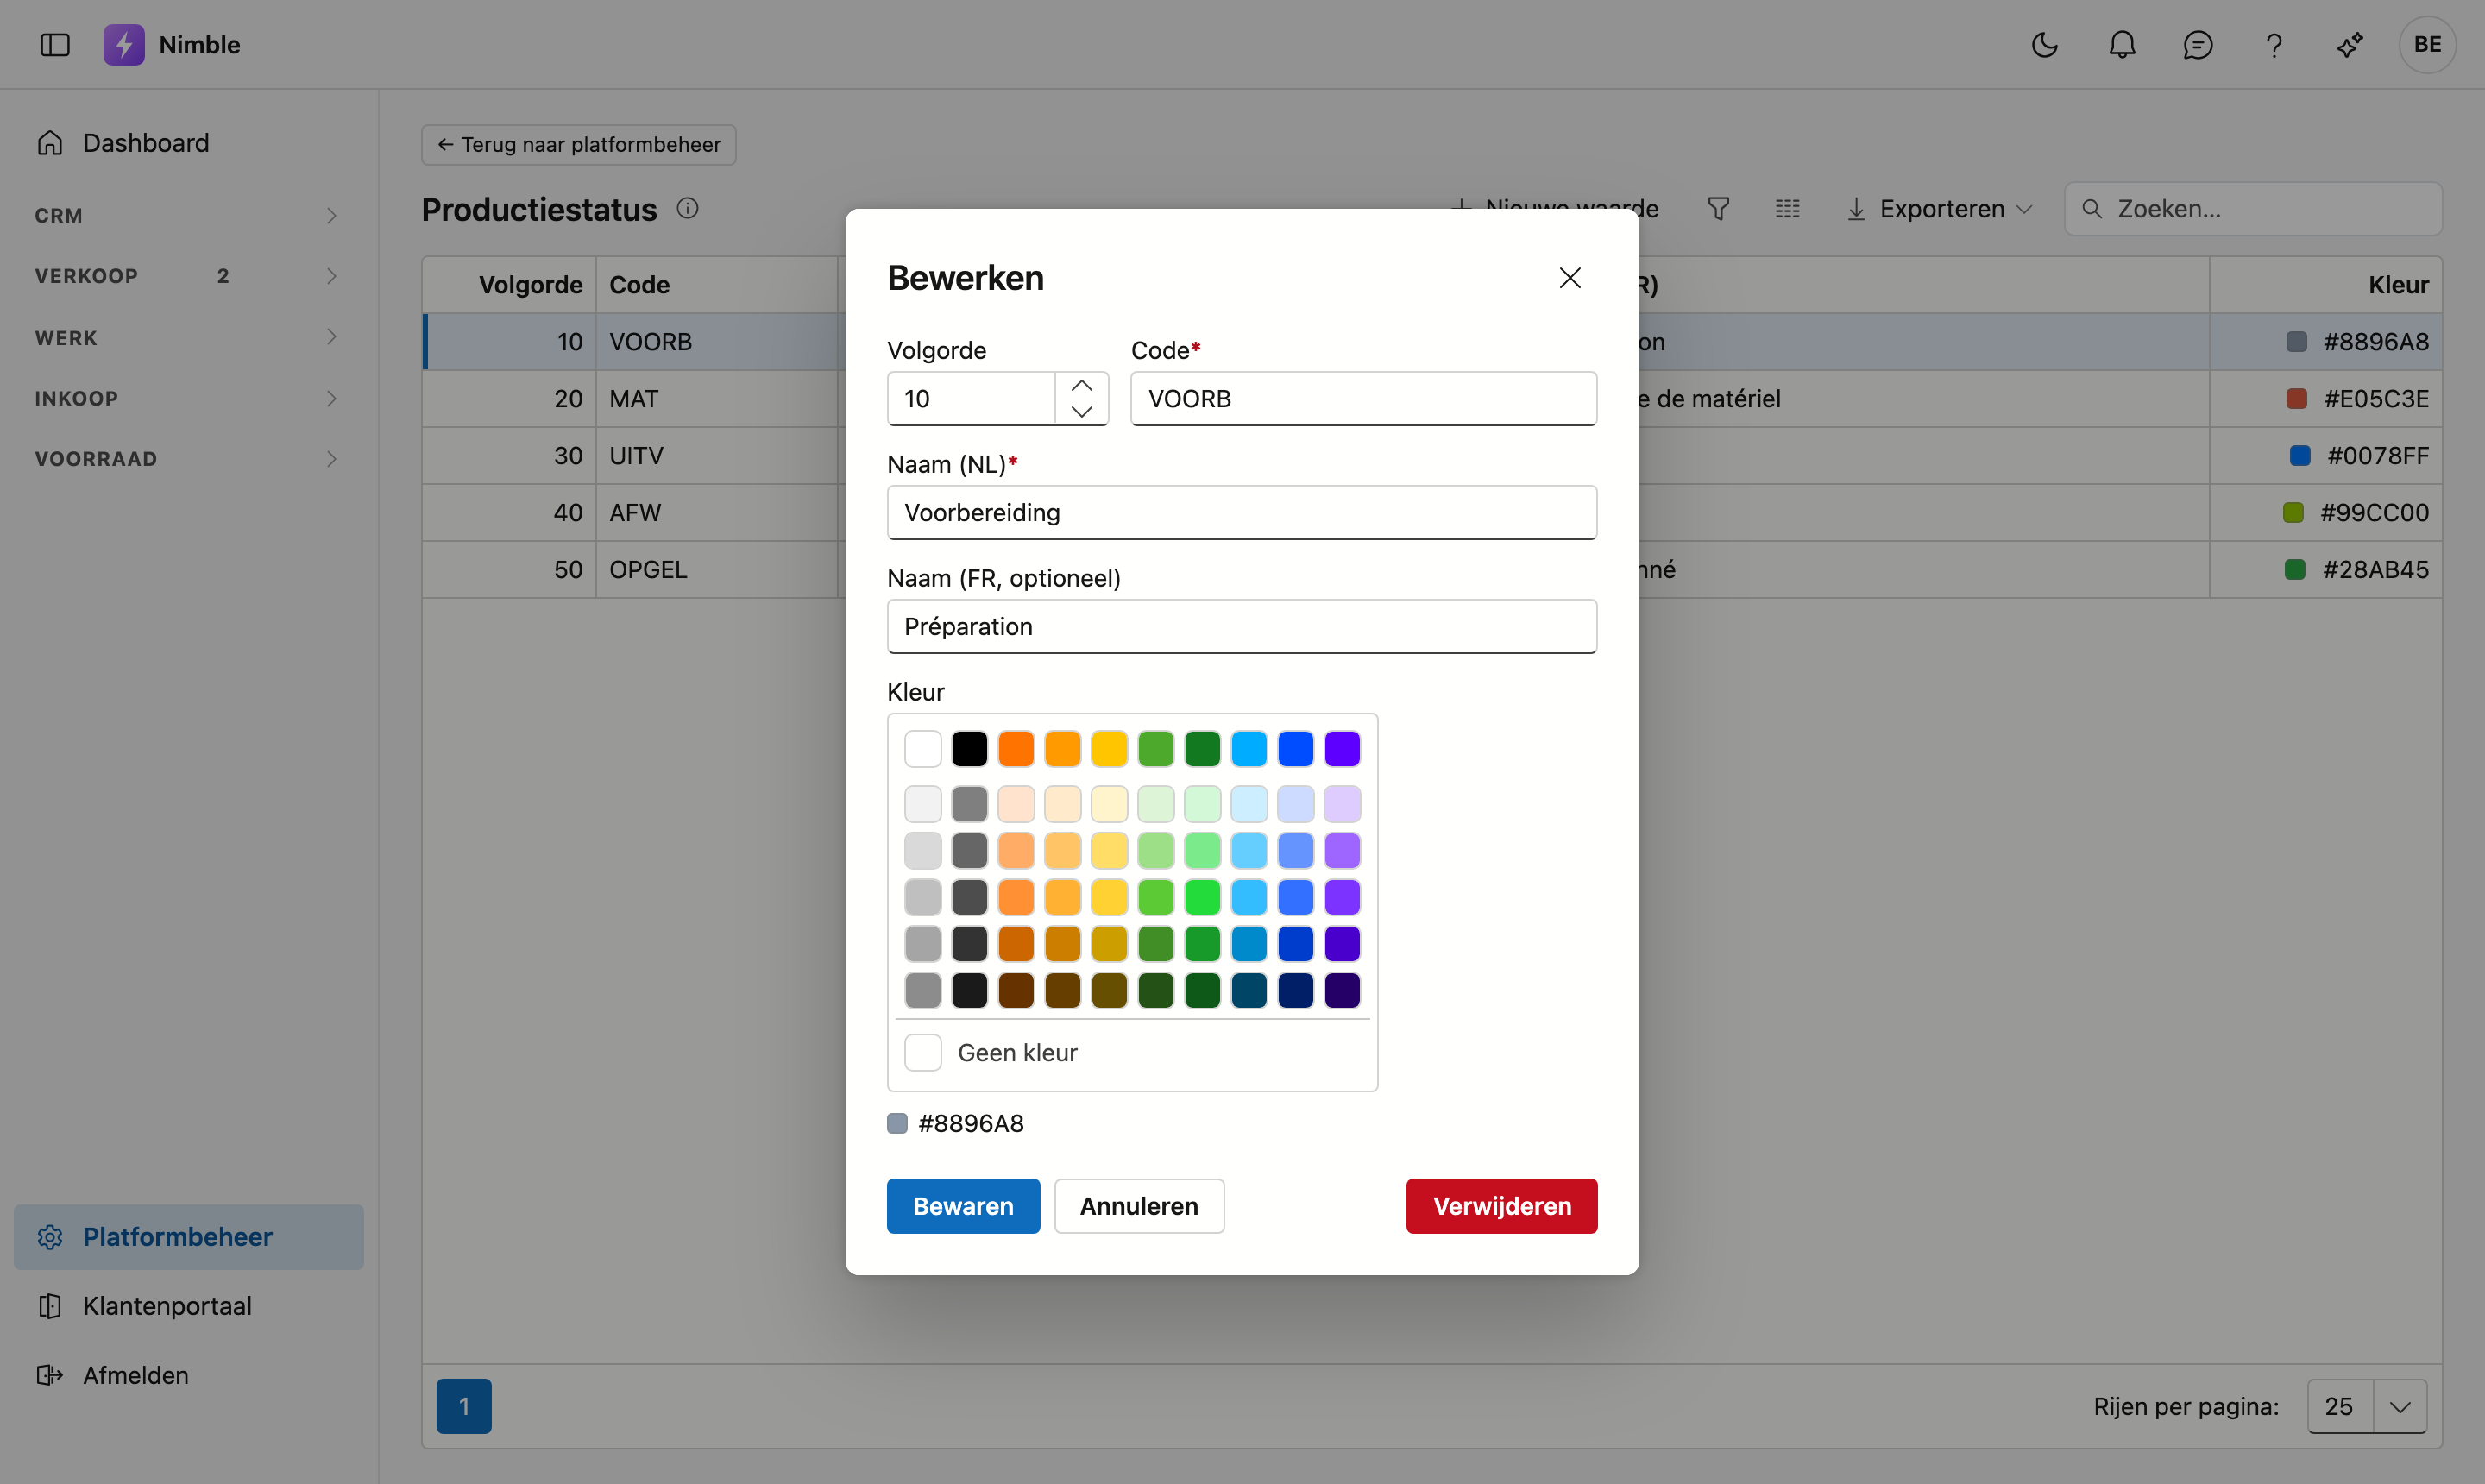 Nimble
BE
Dashboard
CRM
VERKOOP 2
WERK
INKOOP
VOORRAAD
Platformbeheer
Klantenportaal
Afmelden
← Terug naar platformbeheer
Productiestatus
Nieuwe waarde
Exporteren
Zoeken...
Volgorde Code R) Kleur
10 VOORB on #8896A8
20 MAT e de matériel #E05C3E
30 UITV #0078FF
40 AFW #99CC00
50 OPGEL nné #28AB45
Bewerken
Volgorde Code*
10 VOORB
Naam (NL)*
Voorbereiding
Naam (FR, optioneel)
Préparation
Kleur
Geen kleur
#8896A8
Bewaren Annuleren Verwijderen
1
Rijen per pagina: 25